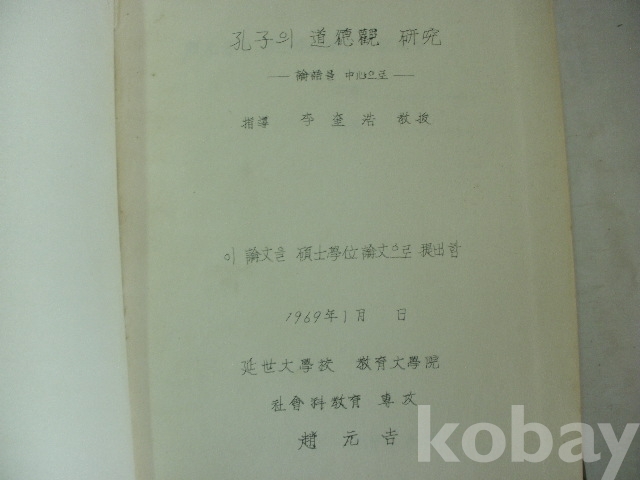 孔子의 道德觀 硏究
— 論語를 中心으로 —
指導 李奎浩 敎授
이 論文을 碩士學位論文으로 提出함
1969年 1月 日
延世大學校 敎育大學院
社會科敎育 專攻
趙元吉
kobay